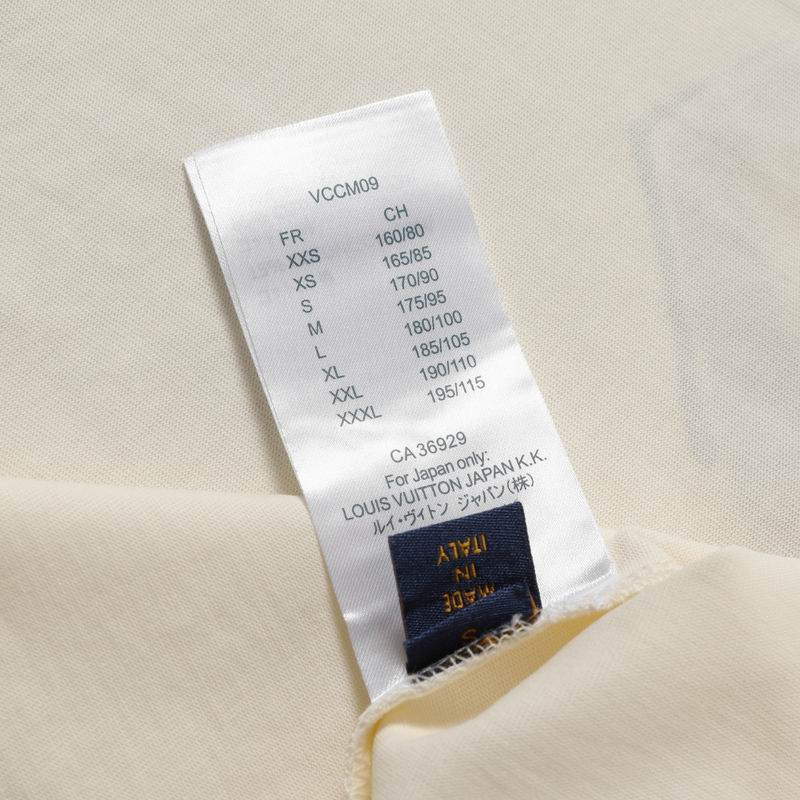 VCCM09
FR CH
XXS 160/80
XS 165/85
S 170/90
M 175/95
L 180/100
XL 185/105
XXL 190/110
XXXL 195/115
CA 36929
For Japan only:
LOUIS VUITTON JAPAN K.K.
ルイ・ヴィトン ジャパン(株)
MADE
IN
ITALY
S